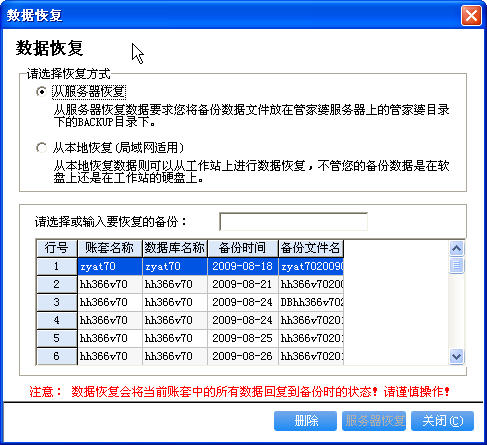 数据恢复
数据恢复
请选择恢复方式
从服务器恢复
从服务器恢复数据要求您将备份数据文件放在管家婆服务器上的管家婆目录
下的BACKUP目录下。
从本地恢复(局域网适用)
从本地恢复数据则可以从工作站上进行数据恢复，不管您的备份数据是在软
盘上还是在工作站的硬盘上。
请选择或输入要恢复的备份：
行号 账套名称 数据库名称 备份时间 备份文件名
1 zyat70 zyat70 2009-08-18 zyat702009
2 hh366v70 hh366v70 2009-08-21 hh366v7020
3 hh366v70 hh366v70 2009-08-24 DBhh366v70
4 hh366v70 hh366v70 2009-08-24 hh366v7020
5 hh366v70 hh366v70 2009-08-25 hh366v7020
6 hh366v70 hh366v70 2009-08-26 hh366v7020
注意： 数据恢复会将当前账套中的所有数据回复到备份时的状态！请谨慎操作！
删除 服务器恢复 关闭(C)